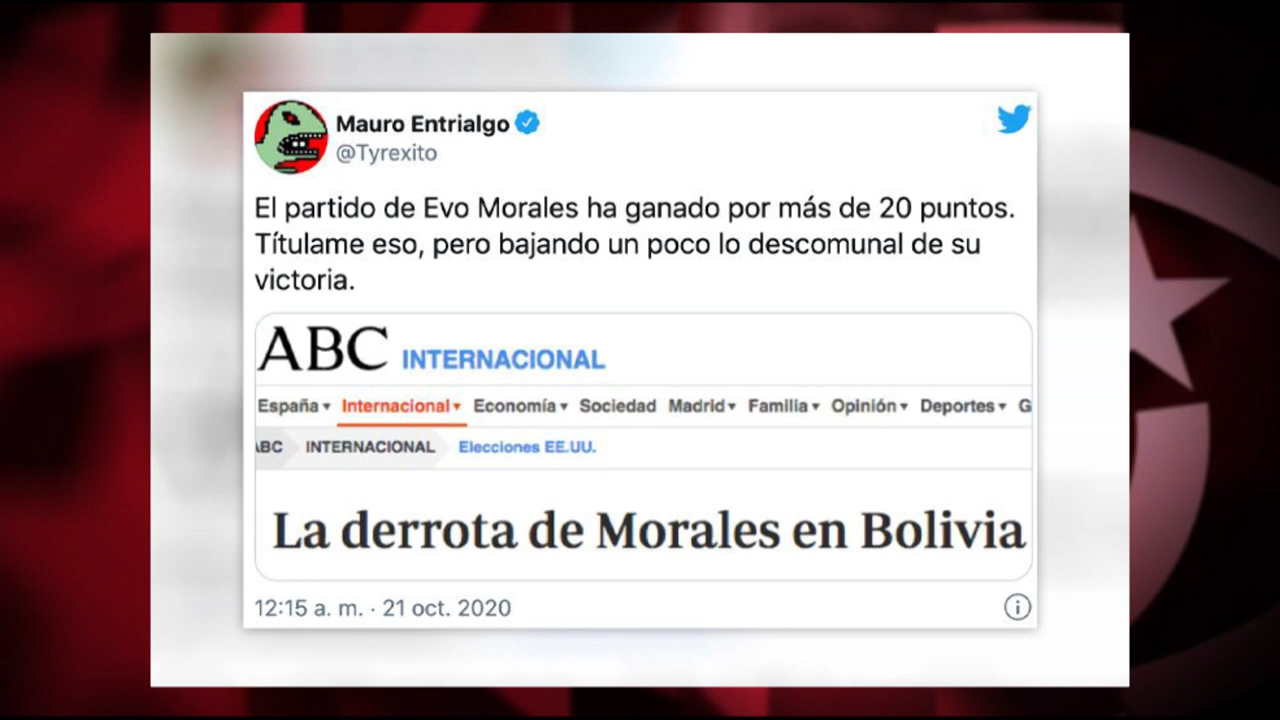 Mauro Entrialgo
@Tyrexito
El partido de Evo Morales ha ganado por más de 20 puntos.
Títulame eso, pero bajando un poco lo descomunal de su
victoria.
ABC INTERNACIONAL
España Internacional Economía Sociedad Madrid Familia Opinión Deportes G
ABC INTERNACIONAL Elecciones EE.UU.
La derrota de Morales en Bolivia
12:15 a. m. · 21 oct. 2020